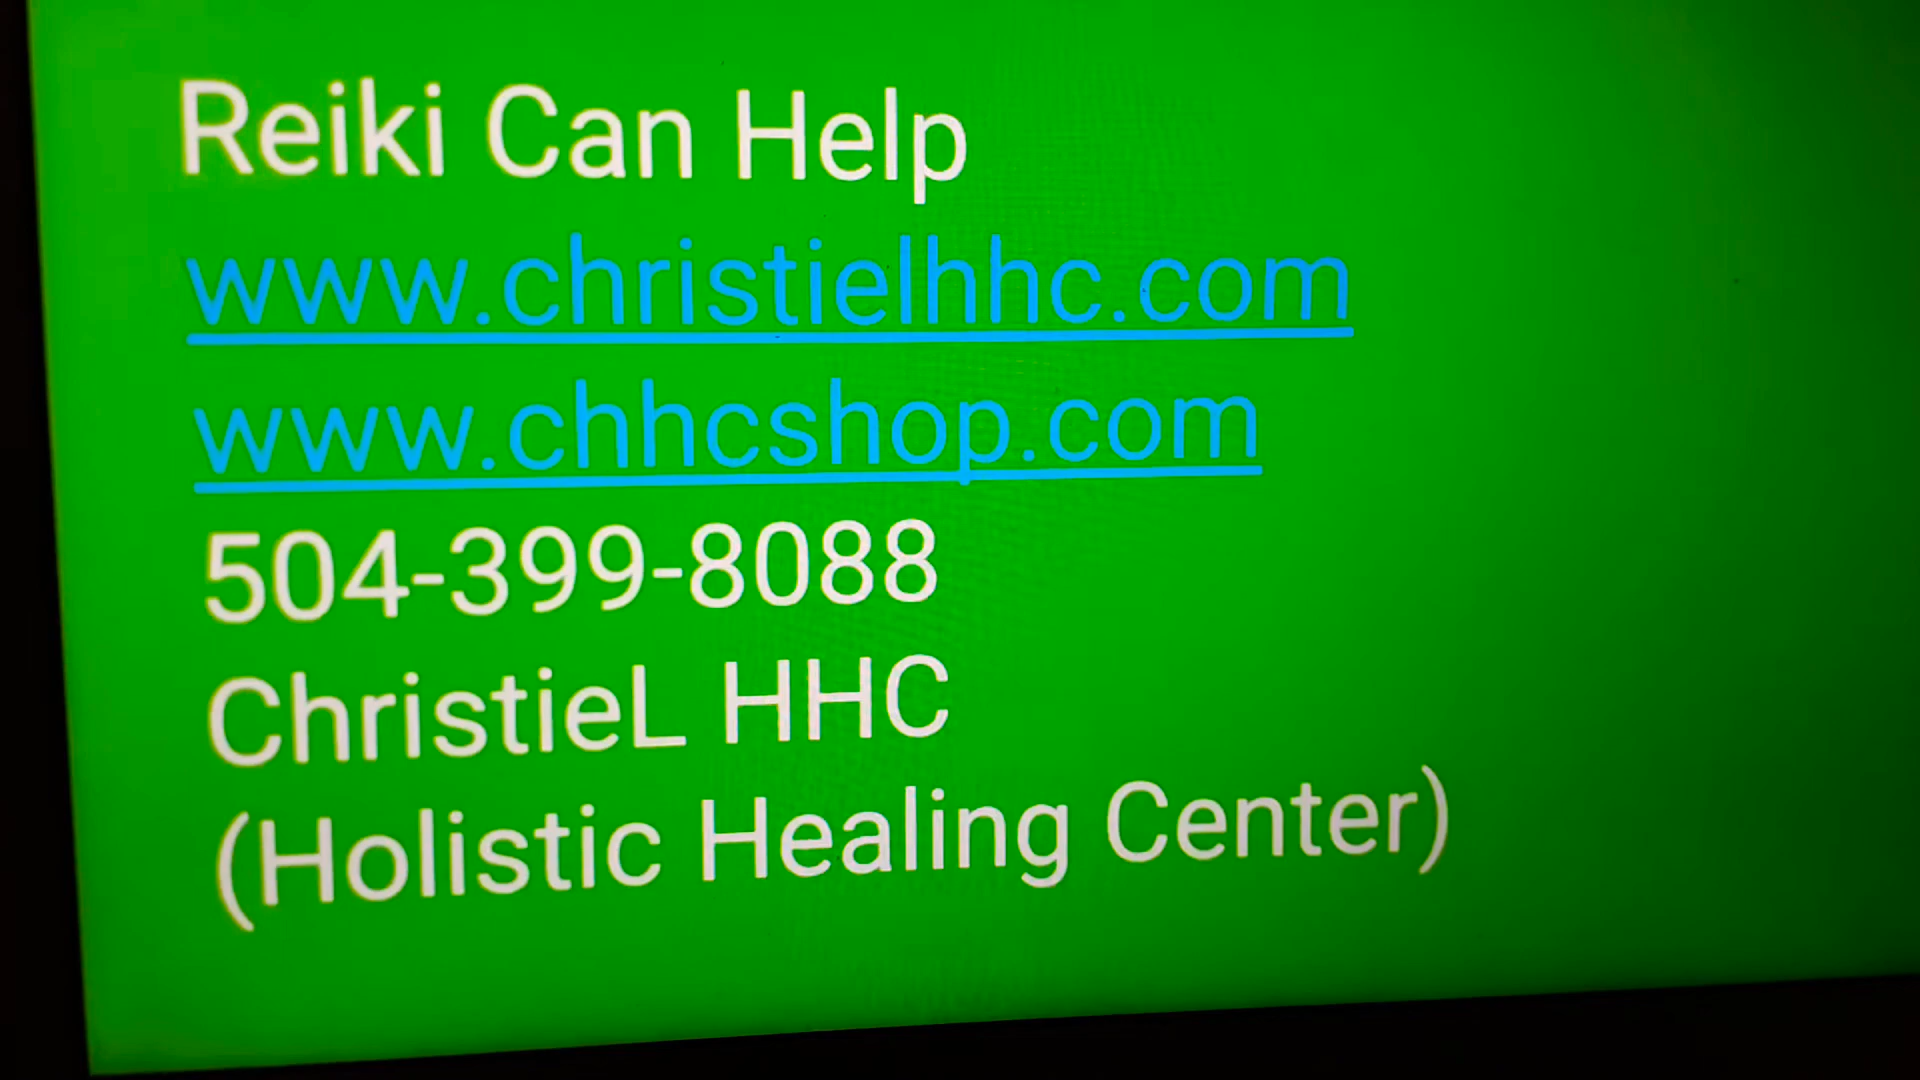 Reiki Can Help
www.christielhhc.com
www.chhcshop.com
504-399-8088
ChristieL HHC
(Holistic Healing Center)